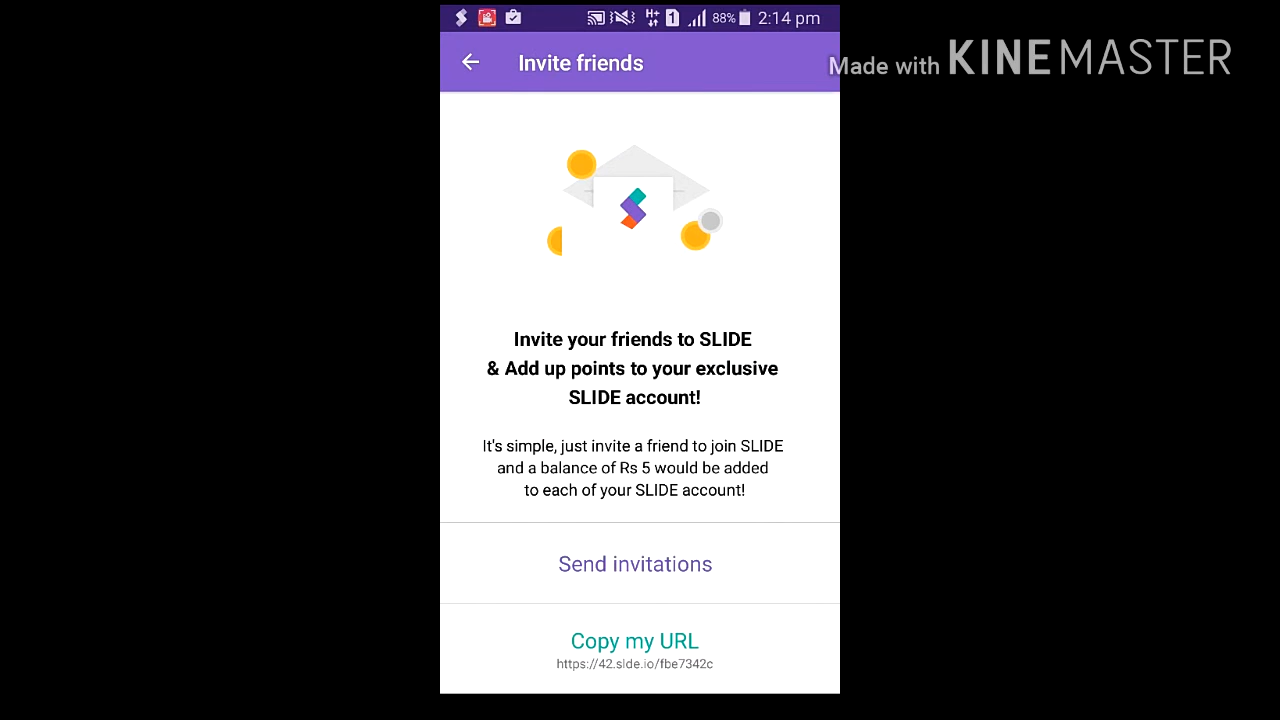 1 88% 2:14 pm
Invite friends
Made with KINEMASTER
Invite your friends to SLIDE
& Add up points to your exclusive
SLIDE account!
It's simple, just invite a friend to join SLIDE
and a balance of Rs 5 would be added
to each of your SLIDE account!
Send invitations
Copy my URL
https://42.slde.io/fbe7342c